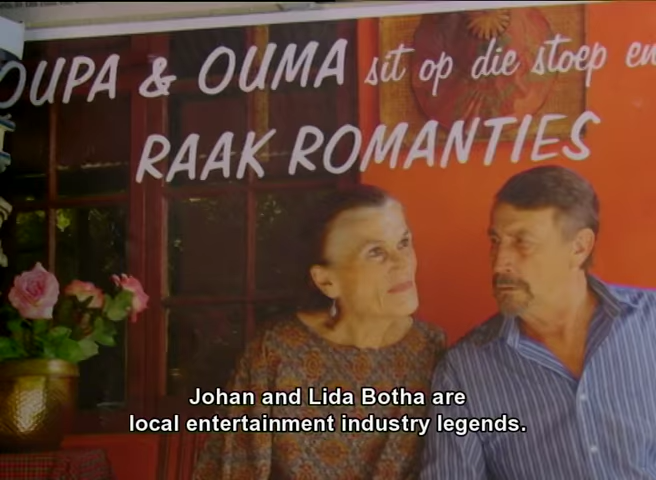 OUPA & OUMA sit op die stoep en
RAAK ROMANTIES
Johan and Lida Botha are
local entertainment industry legends.